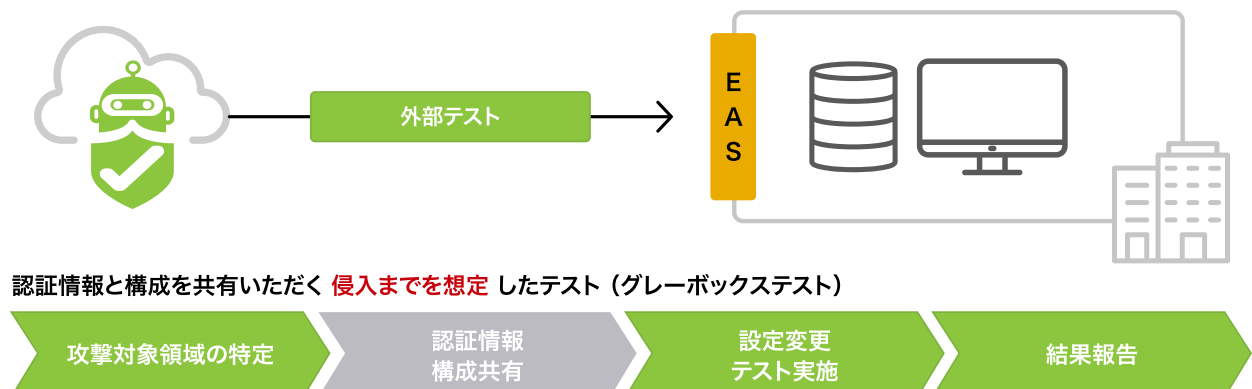 外部テスト
E
A
S
認証情報と構成を共有いただく 侵入までを想定 したテスト（グレーボックステスト）
攻撃対象領域の特定
認証情報
構成共有
設定変更
テスト実施
結果報告